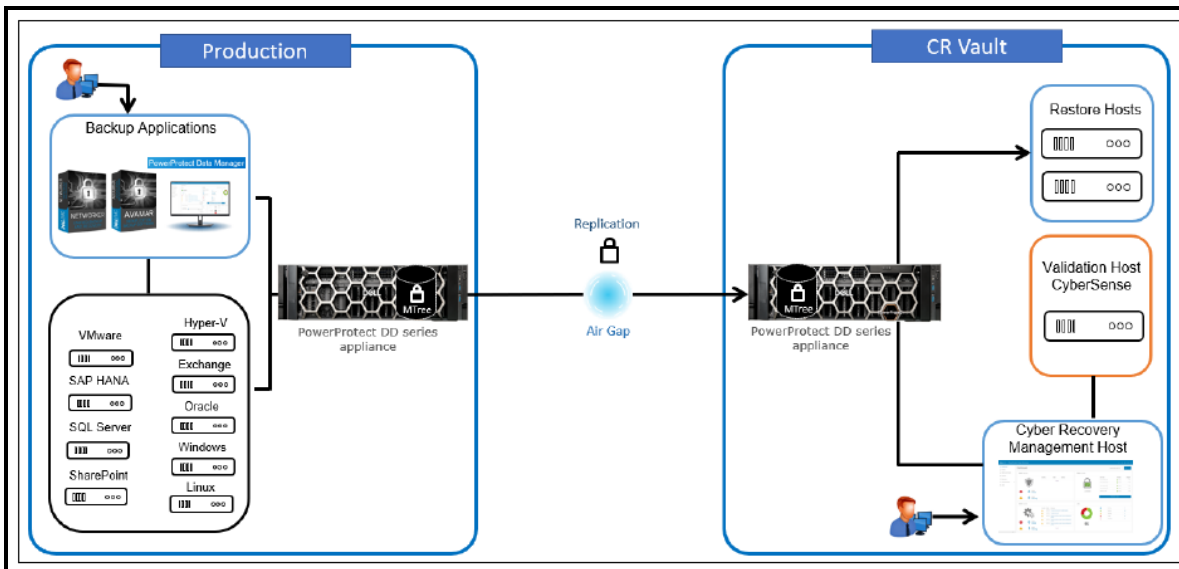 Production
Backup Applications
PowerProtect Data Manager
NETWORKER
AVAMAR
VMware
SAP HANA
SQL Server
SharePoint
Hyper-V
Exchange
Oracle
Windows
Linux
MTree
PowerProtect DD series
appliance
Replication
Air Gap
CR Vault
MTree
PowerProtect DD series
appliance
Restore Hosts
Validation Host
CyberSense
Cyber Recovery
Management Host